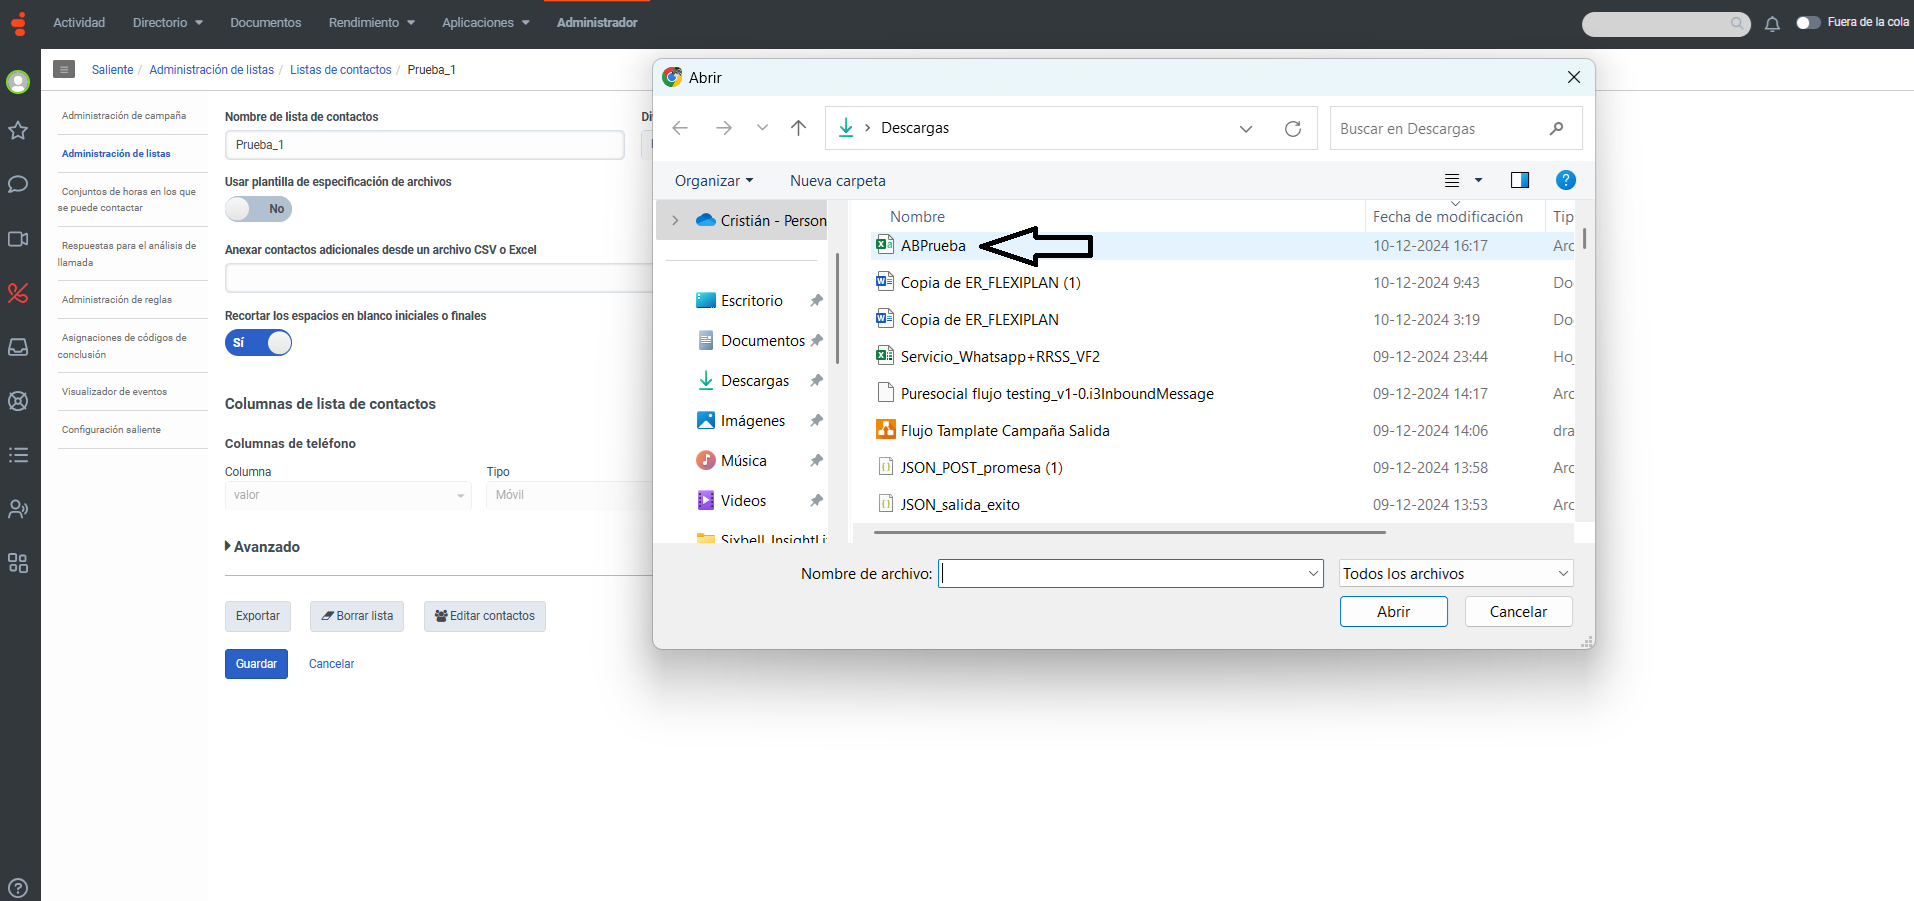 Actividad
Directorio
Documentos
Rendimiento
Aplicaciones
Administrador
Fuera de la cola
Saliente / Administración de listas / Listas de contactos / Prueba_1
Administración de campaña
Administración de listas
Conjuntos de horas en los que
se puede contactar
Respuestas para el análisis de
llamada
Administración de reglas
Asignaciones de códigos de
conclusión
Visualizador de eventos
Configuración saliente
Nombre de lista de contactos
Prueba_1
Usar plantilla de especificación de archivos
No
Anexar contactos adicionales desde un archivo CSV o Excel
Recortar los espacios en blanco iniciales o finales
Sí
Columnas de lista de contactos
Columnas de teléfono
Columna
Tipo
valor
Móvil
Avanzado
Exportar
Borrar lista
Editar contactos
Guardar
Cancelar
Abrir
Descargas
Buscar en Descargas
Organizar
Nueva carpeta
Cristián - Person
Escritorio
Documentos
Descargas
Imágenes
Música
Videos
Sixbell_InsightLi
Nombre
Fecha de modificación
Tip
ABPrueba
10-12-2024 16:17
Arc
Copia de ER_FLEXIPLAN (1)
10-12-2024 9:43
Do
Copia de ER_FLEXIPLAN
10-12-2024 3:19
Do
Servicio_Whatsapp+RRSS_VF2
09-12-2024 23:44
Ho
Puresocial flujo testing_v1-0.i3InboundMessage
09-12-2024 14:17
Arc
Flujo Tamplate Campaña Salida
09-12-2024 14:06
dra
JSON_POST_promesa (1)
09-12-2024 13:58
Arc
JSON_salida_exito
09-12-2024 13:53
Arc
Nombre de archivo:
Todos los archivos
Abrir
Cancelar